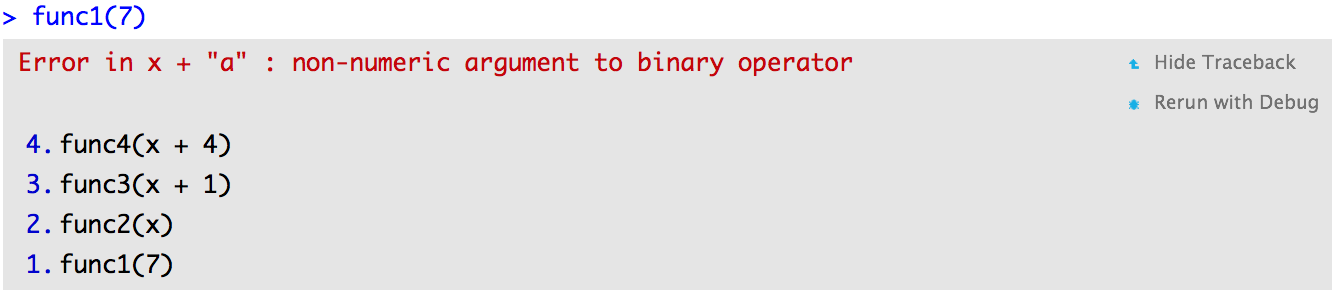 > func1(7)
Error in x + "a" : non-numeric argument to binary operator
Hide Traceback
Rerun with Debug
4. func4(x + 4)
3. func3(x + 1)
2. func2(x)
1. func1(7)